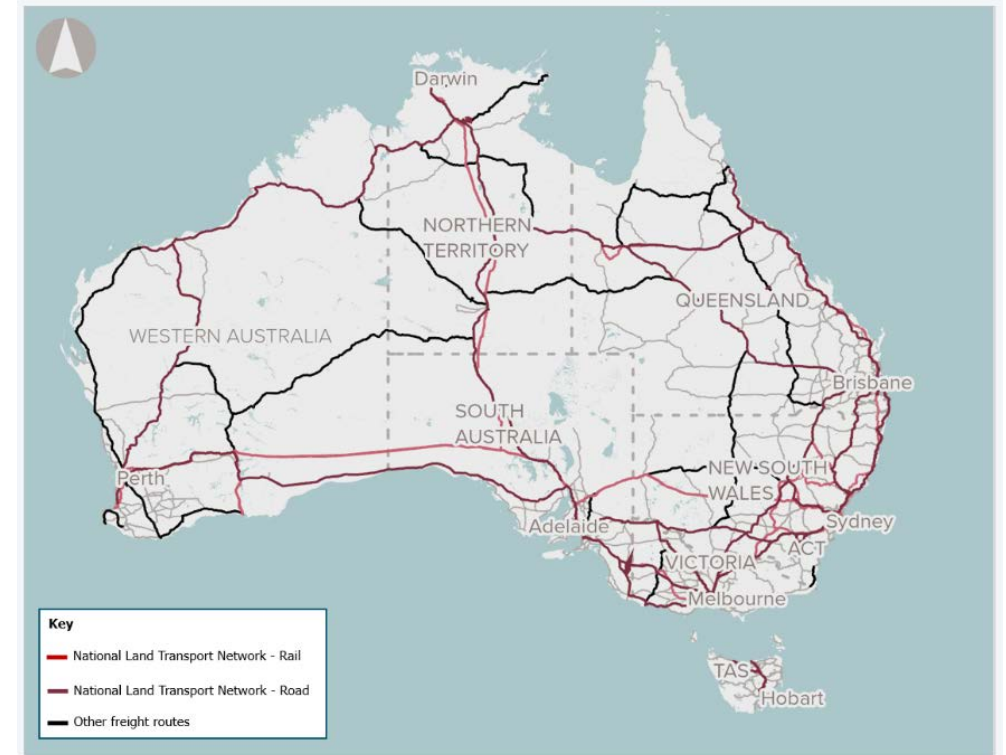 Darwin
NORTHERN
TERRITORY
QUEENSLAND
WESTERN AUSTRALIA
Brisbane
SOUTH
AUSTRALIA
NEW SOUTH
WALES
Perth
Adelaide
Sydney
ACT
VICTORIA
Melbourne
TAS
Hobart
Key
National Land Transport Network - Rail
National Land Transport Network - Road
Other freight routes